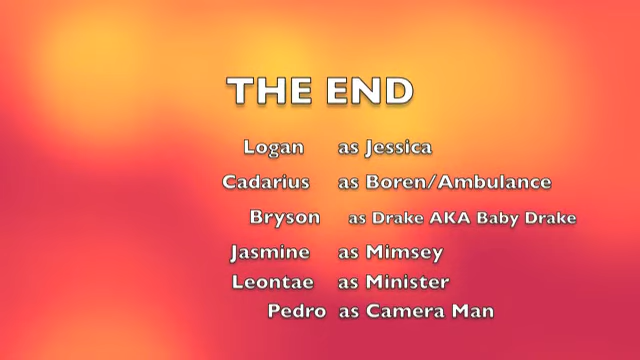 THE END
Logan as Jessica
Cadarius as Boren/Ambulance
Bryson as Drake AKA Baby Drake
Jasmine as Mimsey
Leontae as Minister
Pedro as Camera Man